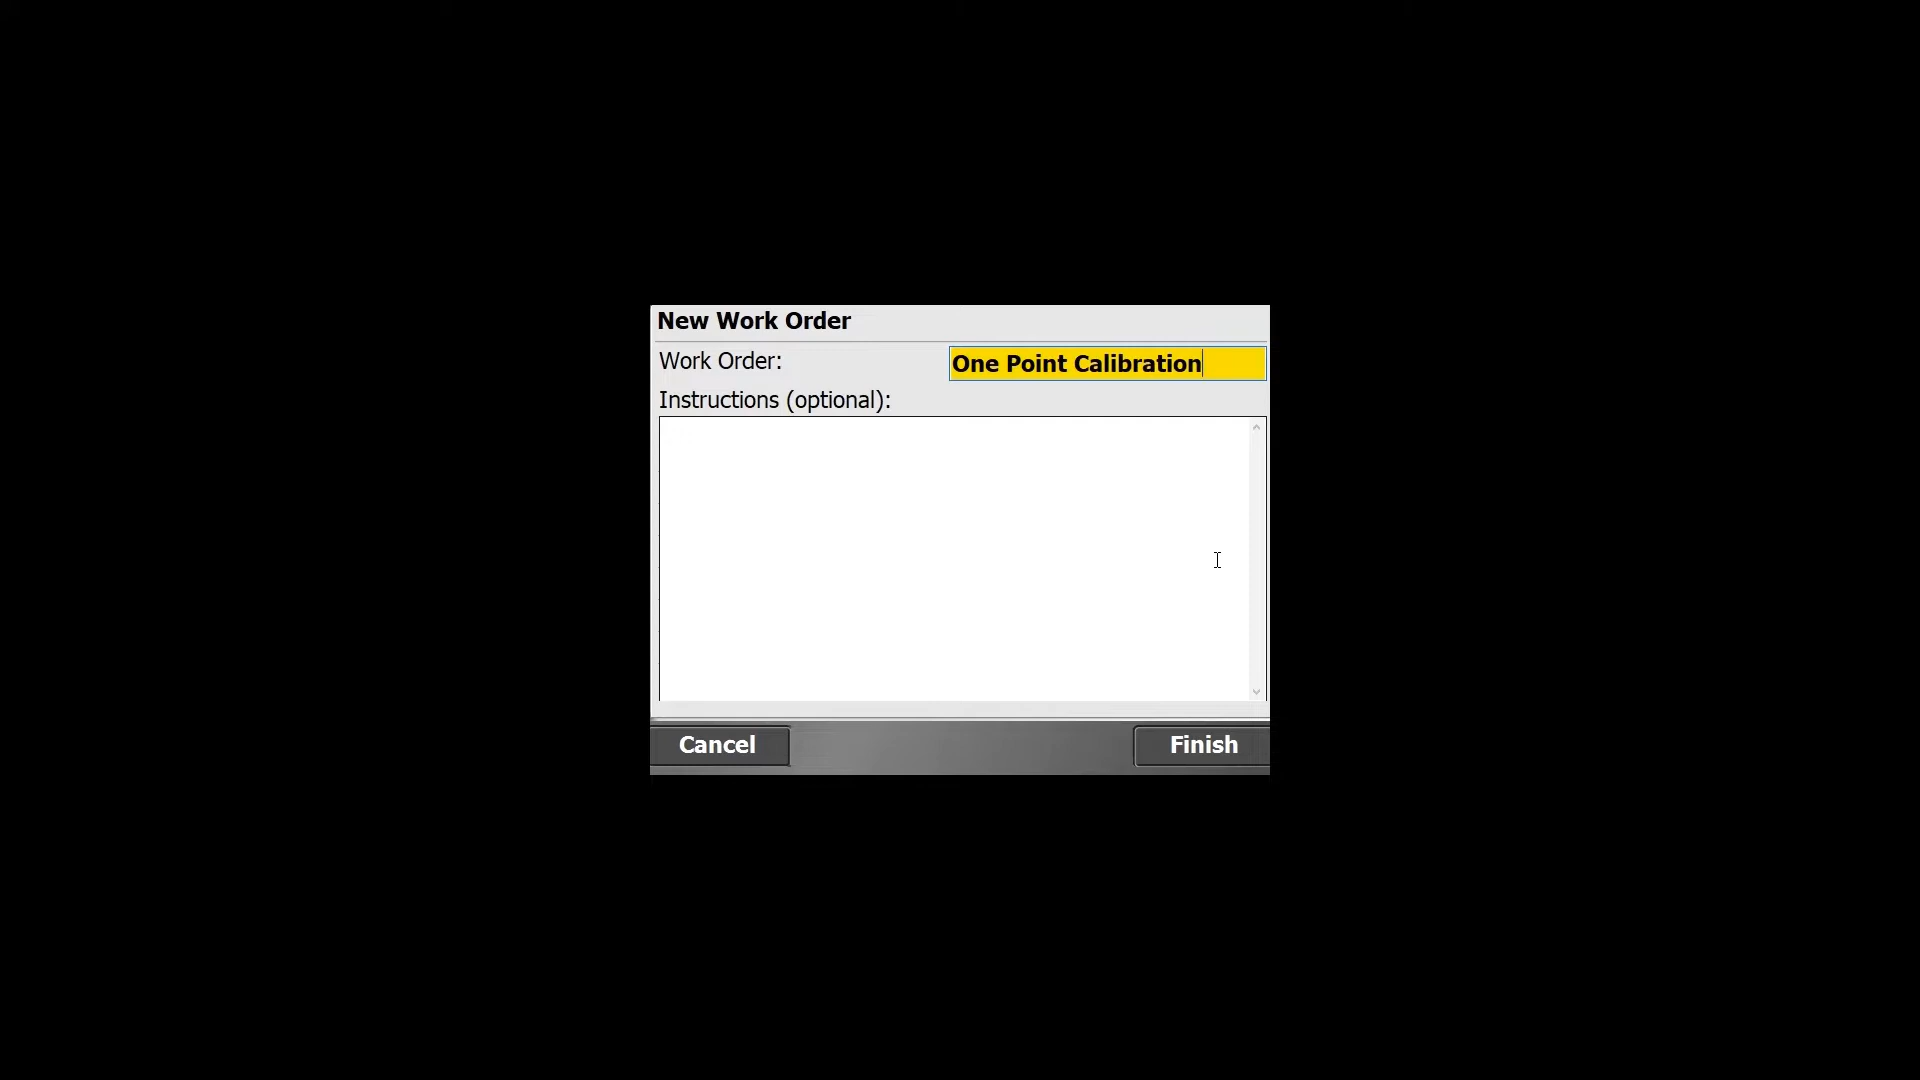 New Work Order
Work Order: One Point Calibration
Instructions (optional):
Cancel Finish